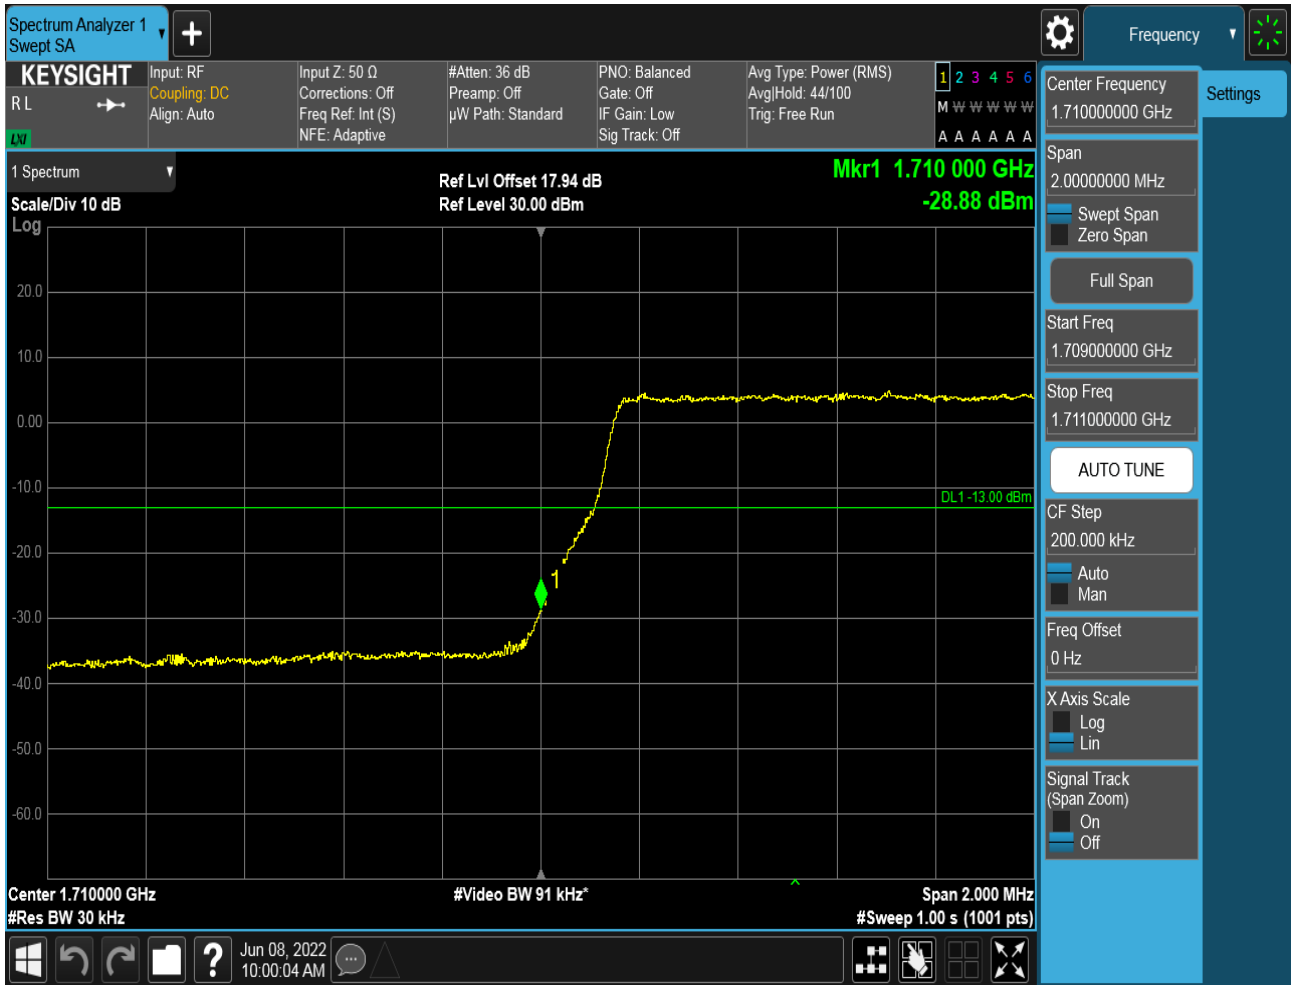 Spectrum Analyzer 1
Swept SA
Frequency
KEYSIGHT
R L
LXI
Input: RF
Coupling: DC
Align: Auto
Input Z: 50 Ω
Corrections: Off
Freq Ref: Int (S)
NFE: Adaptive
#Atten: 36 dB
Preamp: Off
µW Path: Standard
PNO: Balanced
Gate: Off
IF Gain: Low
Sig Track: Off
Avg Type: Power (RMS)
Avg|Hold: 44/100
Trig: Free Run
1 2 3 4 5 6
M W W W W W
A A A A A A
1 Spectrum
Scale/Div 10 dB
Log
Ref Lvl Offset 17.94 dB
Ref Level 30.00 dBm
Mkr1 1.710 000 GHz
-28.88 dBm
20.0
10.0
0.00
-10.0
-20.0
-30.0
-40.0
-50.0
-60.0
DL1 -13.00 dBm
1
Center 1.710000 GHz
#Res BW 30 kHz
#Video BW 91 kHz*
Span 2.000 MHz
#Sweep 1.00 s (1001 pts)
Jun 08, 2022
10:00:04 AM
Center Frequency
1.710000000 GHz
Settings
Span
2.00000000 MHz
Swept Span
Zero Span
Full Span
Start Freq
1.709000000 GHz
Stop Freq
1.711000000 GHz
AUTO TUNE
CF Step
200.000 kHz
Auto
Man
Freq Offset
0 Hz
X Axis Scale
Log
Lin
Signal Track
(Span Zoom)
On
Off